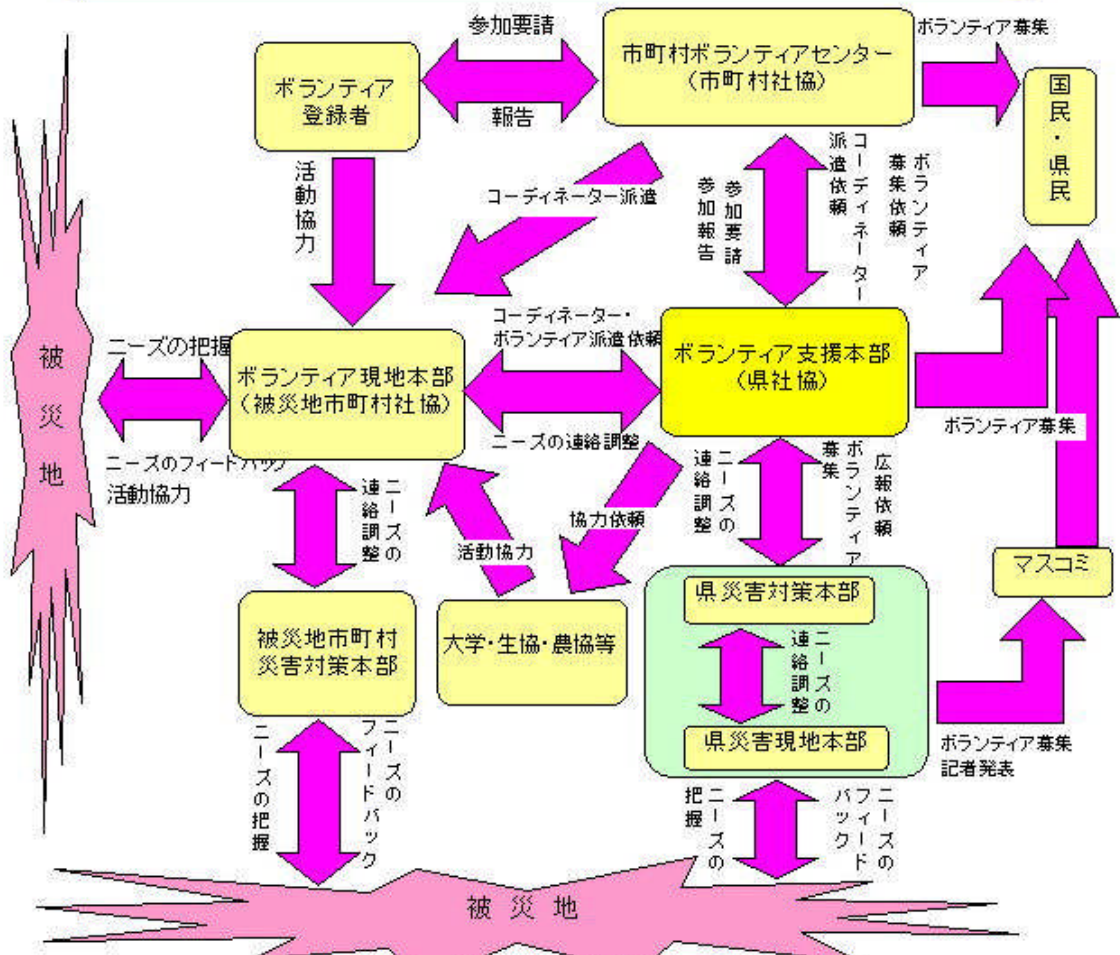 参加要請
ボランティア募集
ボランティア
登録者
市町村ボランティアセンター
(市町村社協)
国民・県民
報告
活動協力
コーディネーター派遣
参加要請
参加報告
コーディネーター
派遣依頼
ボランティア
募集依頼
被災地
ニーズの把握
ボランティア現地本部
(被災地市町村社協)
コーディネーター・
ボランティア派遣依頼
ボランティア支援本部
(県社協)
ボランティア募集
ニーズの連絡調整
ニーズのフィードバック
活動協力
ニーズの
連絡調整
活動協力
協力依頼
ニーズの
連絡調整
ボランティア
募集
広報依頼
マスコミ
被災地市町村
災害対策本部
大学・生協・農協等
県災害対策本部
ニーズの
連絡調整
県災害現地本部
ボランティア募集
記者発表
ニーズの把握
ニーズの
フィードバック
ニーズの
把握
ニーズの
フィード
バック
被災地